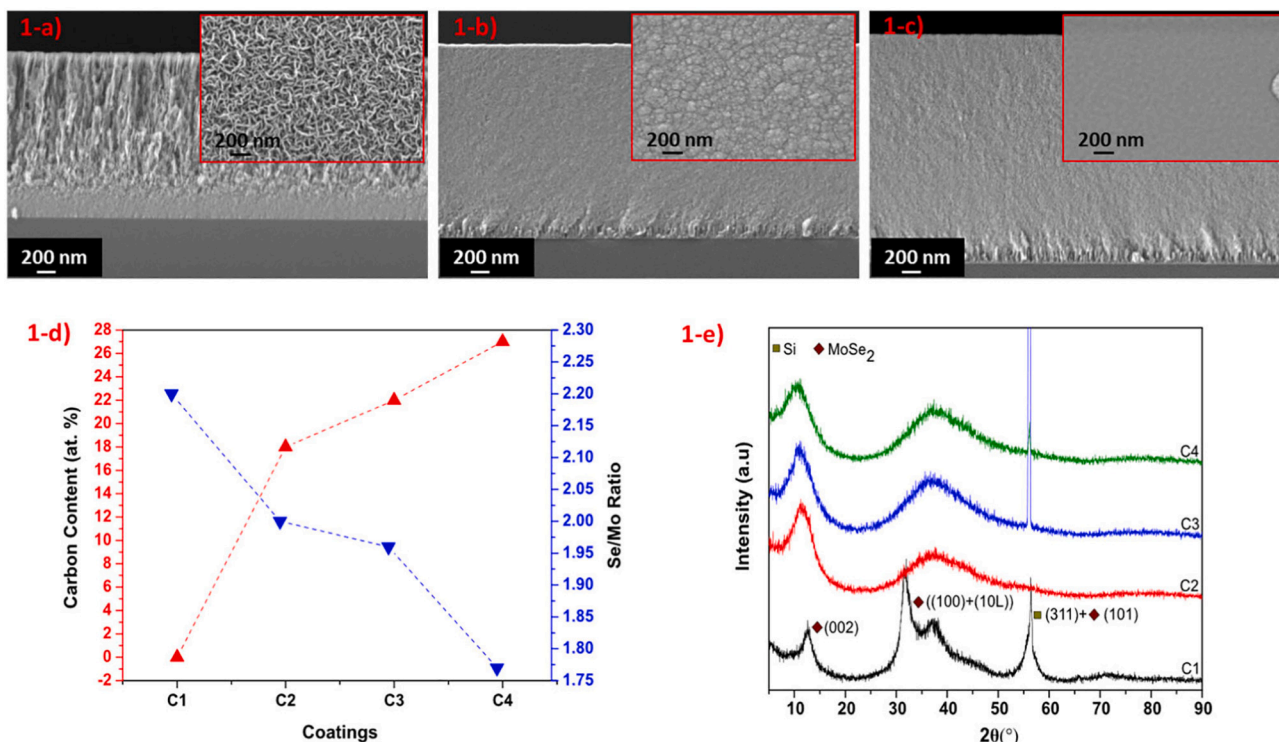 1-a)
200 nm
200 nm
1-b)
200 nm
200 nm
1-c)
200 nm
200 nm
1-d)
28
26
24
22
20
18
16
14
12
10
8
6
4
2
0
-2
Carbon Content (at. %)
2.30
2.25
2.20
2.15
2.10
2.05
2.00
1.95
1.90
1.85
1.80
1.75
Se/Mo Ratio
C1 C2 C3 C4
Coatings
1-e)
Si MoSe2
Intensity (a.u)
C4
C3
C2
C1
((100)+(10L))
(002)
(311)+ (101)
10 20 30 40 50 60 70 80 90
2θ(°)